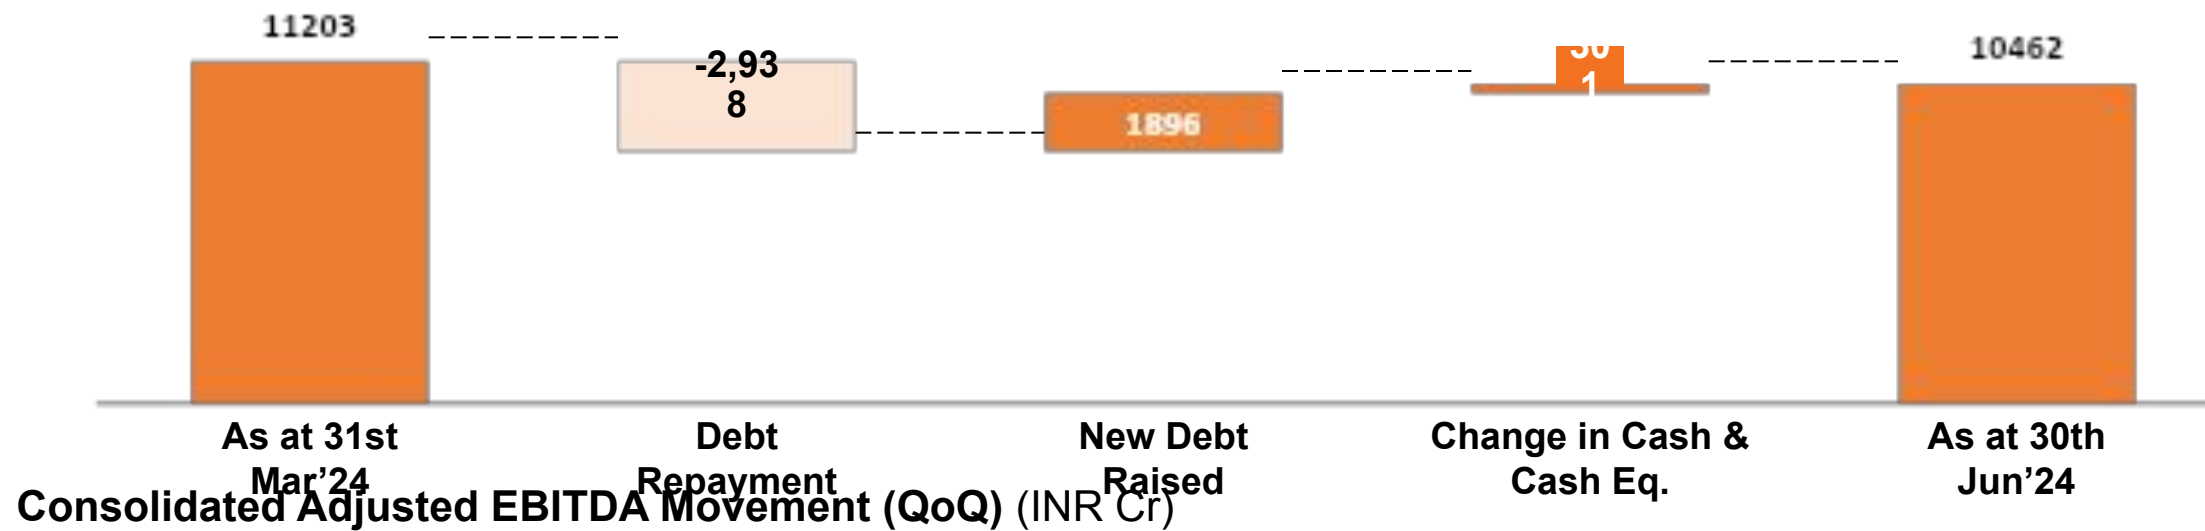 11203
-2,93
8
1896
30
1
10462
As at 31st
Mar’24
Debt
Repayment
New Debt
Raised
Change in Cash &
Cash Eq.
As at 30th
Jun’24
Consolidated Adjusted EBITDA Movement (QoQ) (INR Cr)